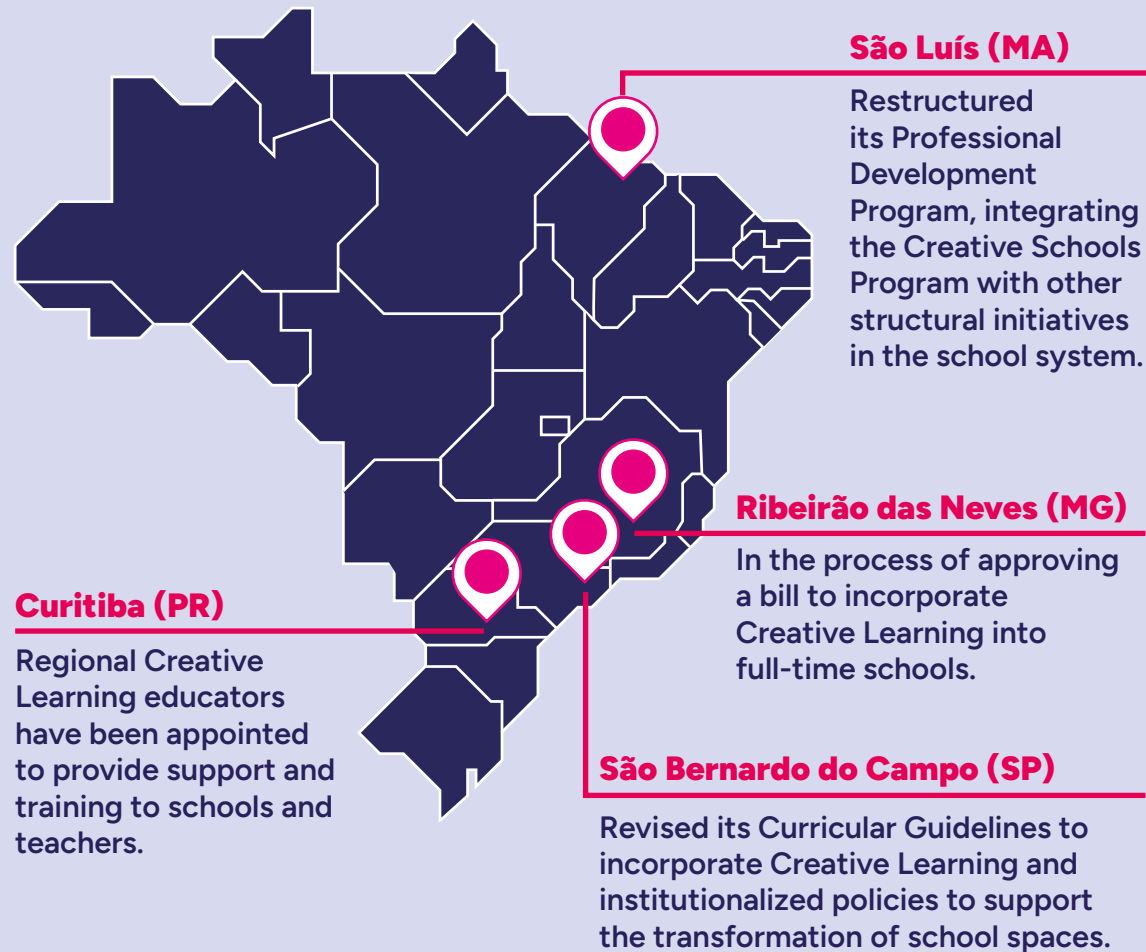 São Luís (MA)
Restructured
its Professional
Development
Program, integrating
the Creative Schools
Program with other
structural initiatives
in the school system.
Ribeirão das Neves (MG)
In the process of approving
a bill to incorporate
Creative Learning into
full-time schools.
Curitiba (PR)
Regional Creative
Learning educators
have been appointed
to provide support and
training to schools and
teachers.
São Bernardo do Campo (SP)
Revised its Curricular Guidelines to
incorporate Creative Learning and
institutionalized policies to support
the transformation of school spaces.